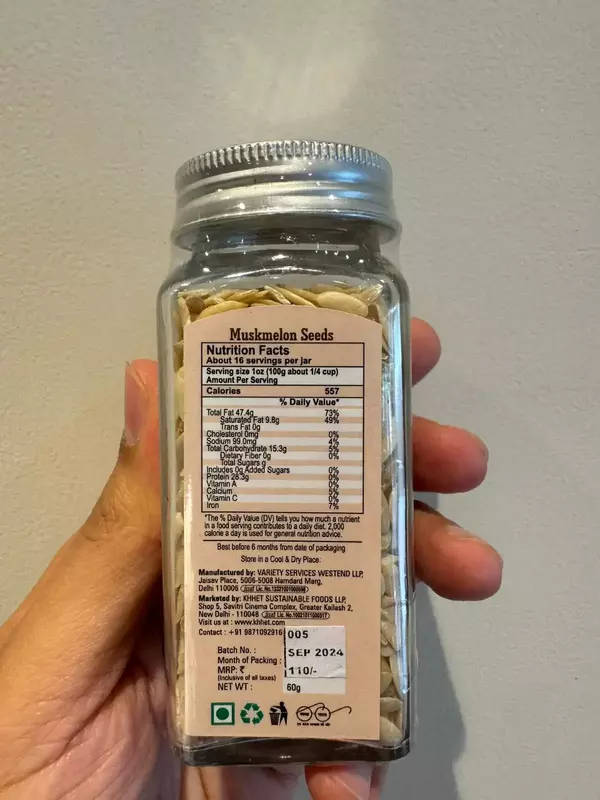 Muskmelon Seeds
Nutrition Facts
About 16 servings per jar
Serving size 1oz (100g about 1/4 cup)
Amount Per Serving
Calories 557
% Daily Value*
Total Fat 47.4g 73%
Saturated Fat 9.8g 49%
Trans Fat 0g
Cholesterol 0mg 0%
Sodium 99.0mg 4%
Total Carbohydrate 15.3g 5%
Dietary Fiber 0g 0%
Total Sugars g
Includes 0g Added Sugars 0%
Protein 28.3g 0%
Vitamin A 0%
Calcium 5%
Vitamin C 0%
Iron 7%
*The % Daily Value (DV) tells you how much a nutrient
in a food serving contributes to a daily diet. 2,000
calorie a day is used for general nutrition advice.
Best before 6 months from date of packaging
Store in a Cool & Dry Place.
Manufactured by: VARIETY SERVICES WESTEND LLP,
Jaisav Place, 5006-5008 Hamdard Marg,
Delhi 110006 fssai Lic No.
Marketed by: KHHET SUSTAINABLE FOODS LLP,
Shop 5, Savitri Cinema Complex, Greater Kailash 2,
New Delhi - 110048 fssai Lic No.
Visit us at : www.khhet.com
Contact : +91 9871092916
Batch No. : 005
Month of Packing : SEP 2024
MRP: ₹ 110/-
(Inclusive of all taxes)
NET WT : 60g